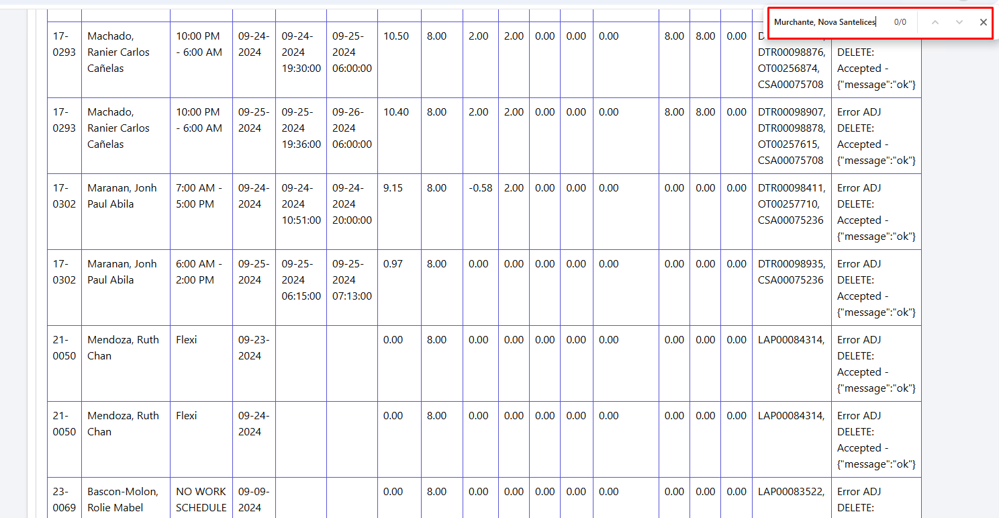 Murchante, Nova Santelices 0/0
17-0293 Machado, Ranier Carlos Cañelas 10:00 PM - 6:00 AM 09-24-2024 09-24-2024 19:30:00 09-25-2024 06:00:00 10.50 8.00 2.00 2.00 0.00 0.00 0.00 8.00 8.00 0.00 DTR00098876, OT00256874, CSA00075708 DELETE: Accepted - {"message":"ok"}
17-0293 Machado, Ranier Carlos Cañelas 10:00 PM - 6:00 AM 09-25-2024 09-25-2024 19:36:00 09-26-2024 06:00:00 10.40 8.00 2.00 2.00 0.00 0.00 0.00 8.00 8.00 0.00 DTR00098907, DTR00098878, OT00257615, CSA00075708 Error ADJ DELETE: Accepted - {"message":"ok"}
17-0302 Maranan, Jonh Paul Abila 7:00 AM - 5:00 PM 09-24-2024 09-24-2024 10:51:00 09-24-2024 20:00:00 9.15 8.00 -0.58 2.00 0.00 0.00 0.00 0.00 0.00 0.00 DTR00098411, OT00257710, CSA00075236 Error ADJ DELETE: Accepted - {"message":"ok"}
17-0302 Maranan, Jonh Paul Abila 6:00 AM - 2:00 PM 09-25-2024 09-25-2024 06:15:00 09-25-2024 07:13:00 0.97 8.00 0.00 0.00 0.00 0.00 0.00 0.00 0.00 0.00 DTR00098935, CSA00075236 Error ADJ DELETE: Accepted - {"message":"ok"}
21-0050 Mendoza, Ruth Chan Flexi 09-23-2024 0.00 8.00 0.00 0.00 0.00 0.00 0.00 0.00 0.00 0.00 LAP00084314, Error ADJ DELETE: Accepted - {"message":"ok"}
21-0050 Mendoza, Ruth Chan Flexi 09-24-2024 0.00 8.00 0.00 0.00 0.00 0.00 0.00 0.00 0.00 0.00 LAP00084314, Error ADJ DELETE: Accepted - {"message":"ok"}
23-0069 Bascon-Molon, Rolie Mabel NO WORK SCHEDULE 09-09-2024 0.00 8.00 0.00 0.00 0.00 0.00 0.00 0.00 0.00 0.00 LAP00083522, Error ADJ DELETE: